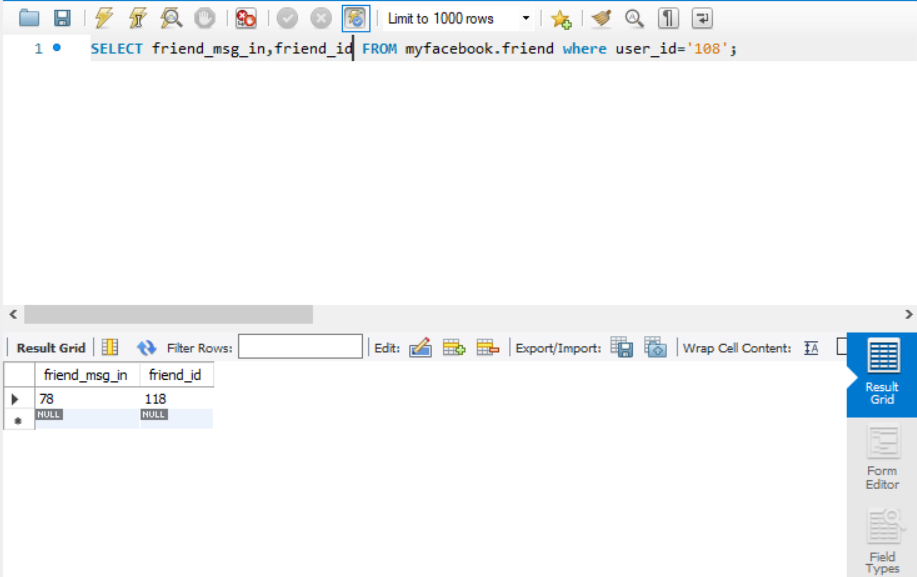 Limit to 1000 rows
1 SELECT friend_msg_in,friend_id FROM myfacebook.friend where user_id='108';
Result Grid Filter Rows: Edit: Export/Import: Wrap Cell Content: IA
friend_msg_in friend_id
78 118
NULL NULL
Result
Grid
Form
Editor
Field
Types